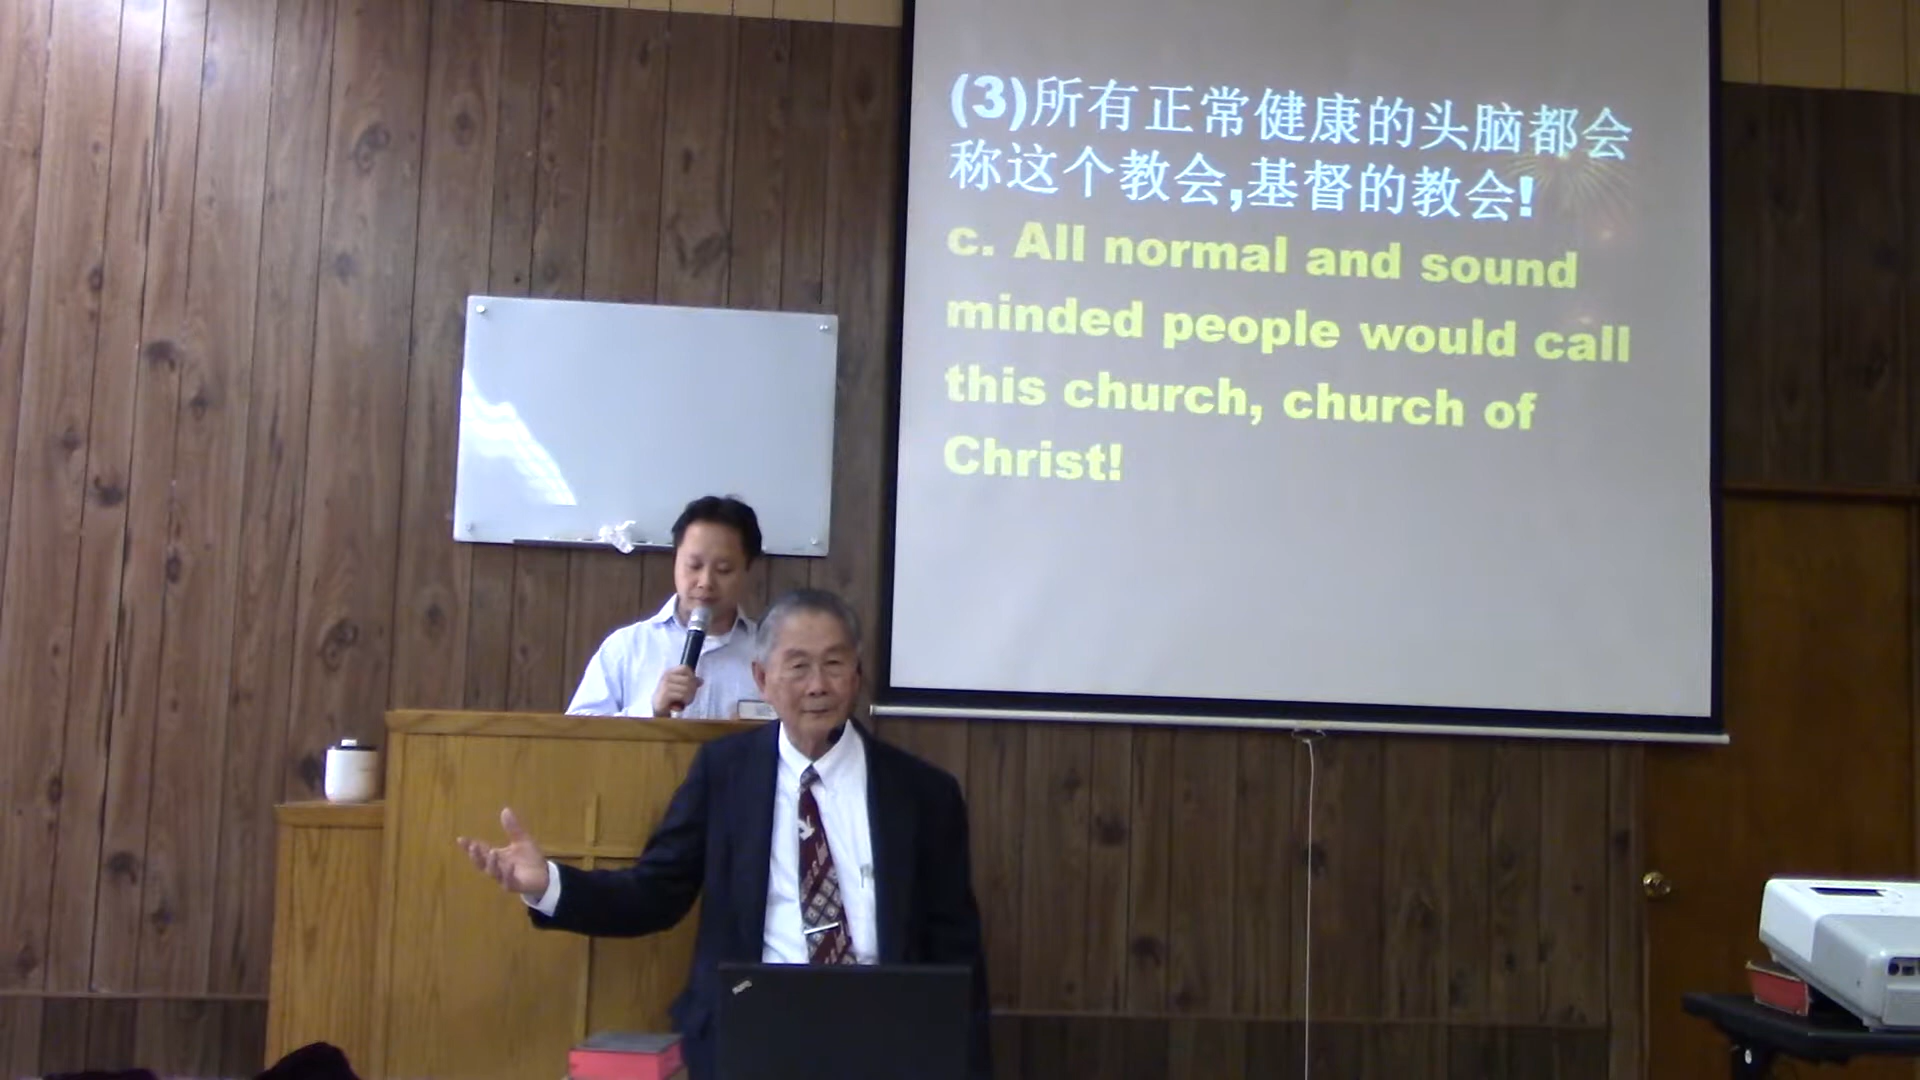 (3)所有正常健康的头脑都会
称这个教会,基督的教会!
c. All normal and sound
minded people would call
this church, church of
Christ!